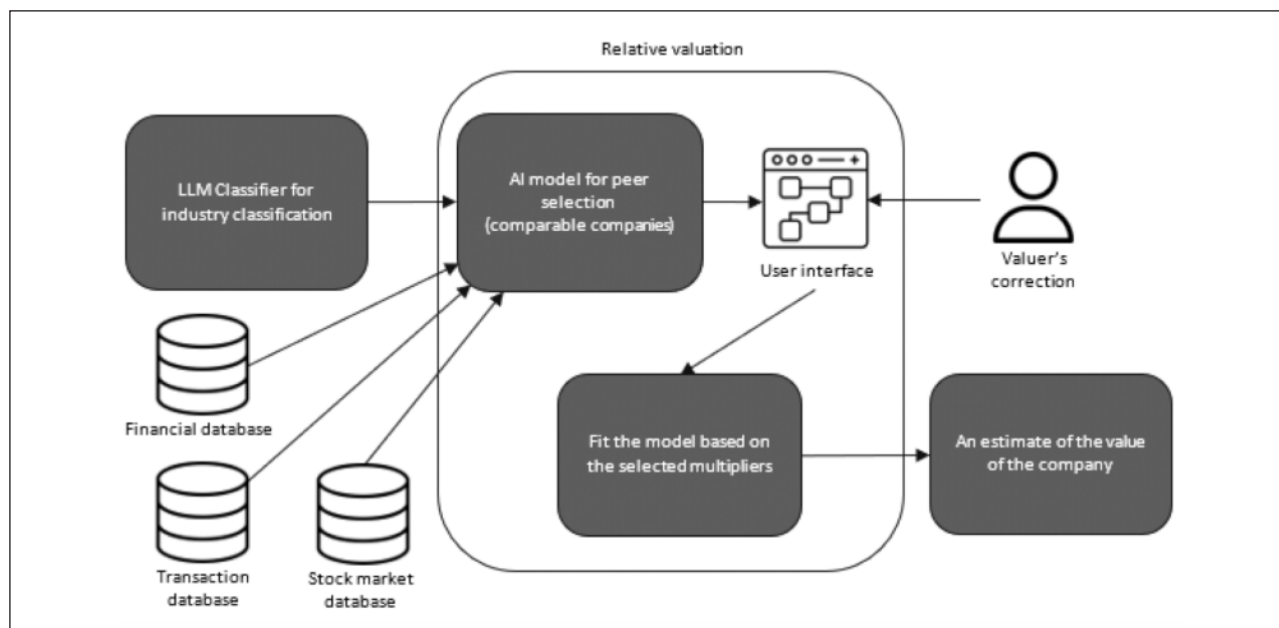 Relative valuation
LLM Classifier for
industry classification
AI model for peer
selection
(comparable companies)
User interface
Valuer's
correction
Financial database
Fit the model based on
the selected multipliers
An estimate of the value
of the company
Transaction
database
Stock market
database